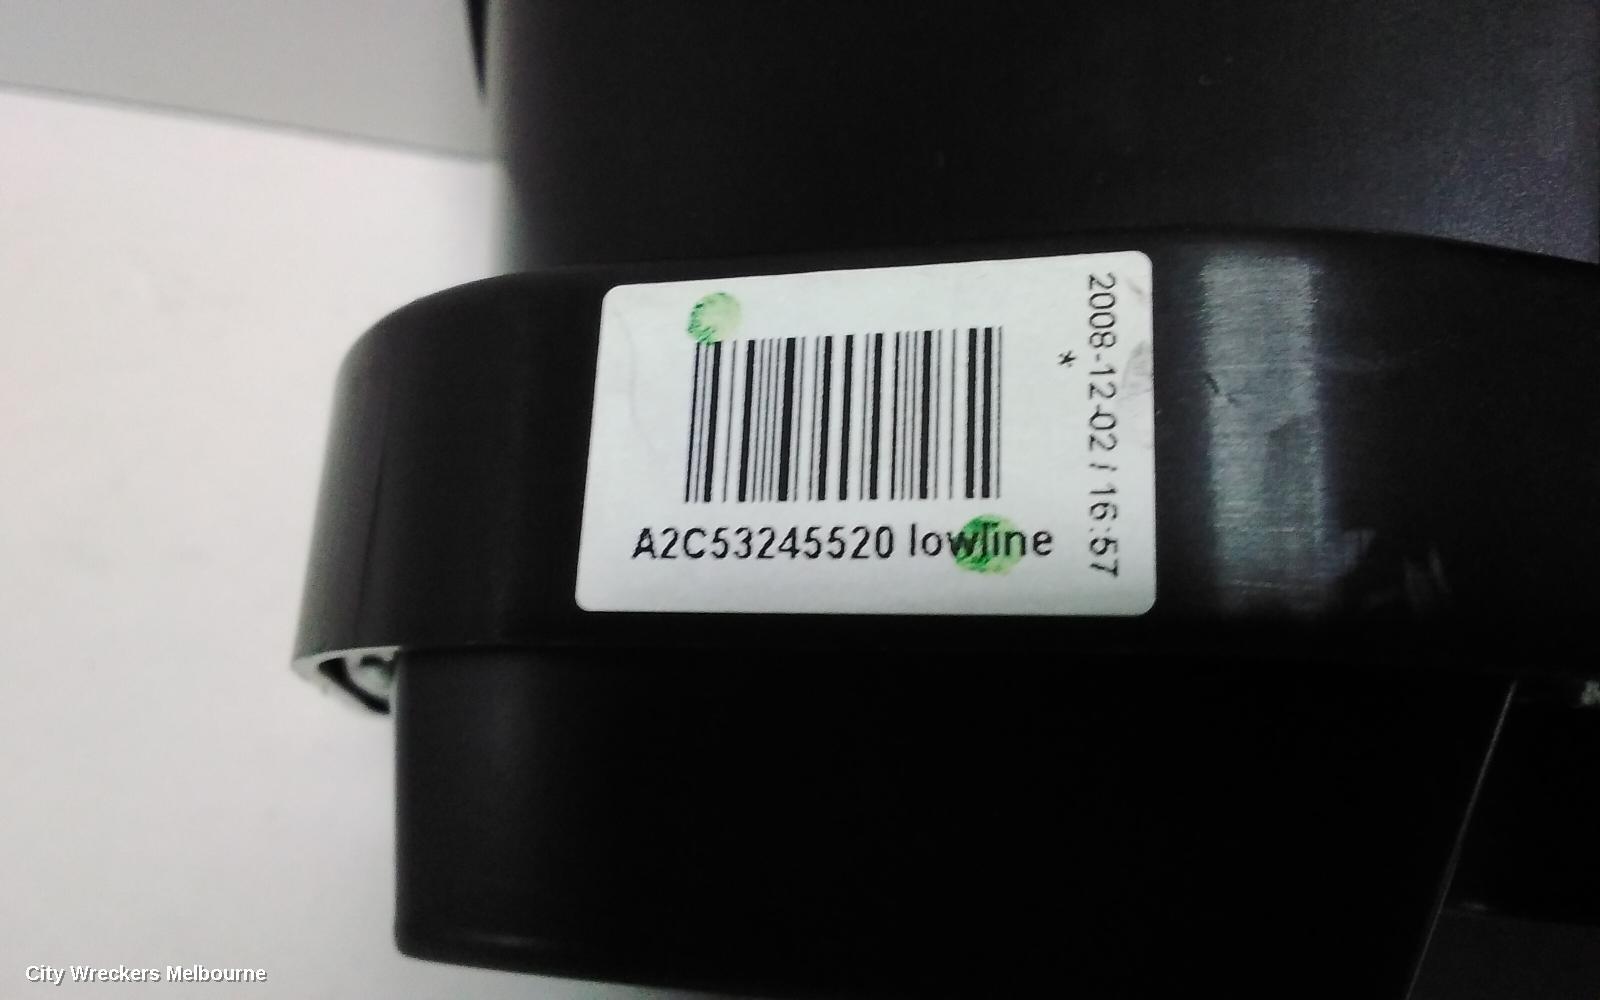 A2C53245520 lowline
2008-12-02 / 16:57
*
City Wreckers Melbourne